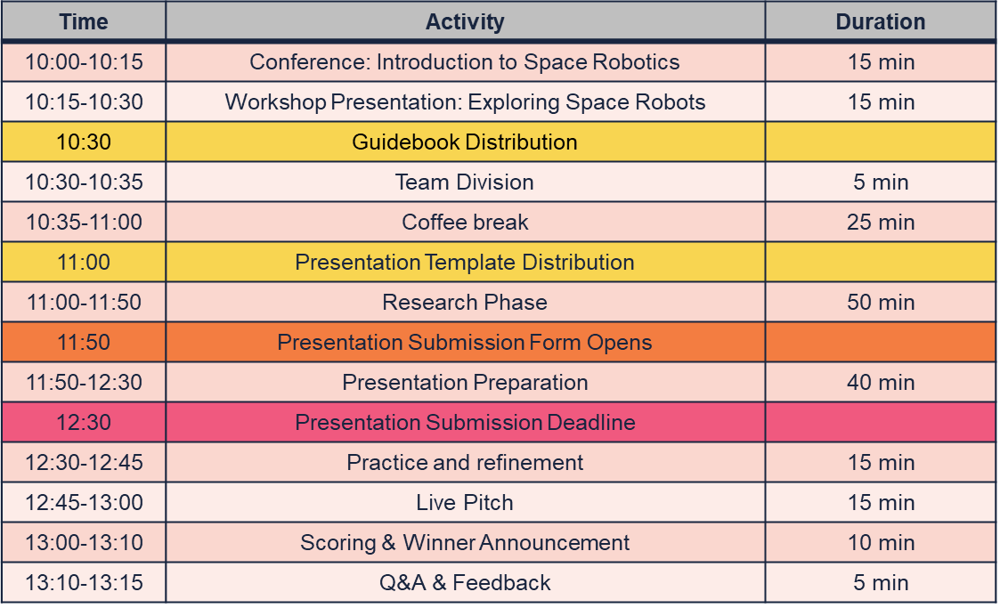 Time Activity Duration
10:00-10:15 Conference: Introduction to Space Robotics 15 min
10:15-10:30 Workshop Presentation: Exploring Space Robots 15 min
10:30 Guidebook Distribution
10:30-10:35 Team Division 5 min
10:35-11:00 Coffee break 25 min
11:00 Presentation Template Distribution
11:00-11:50 Research Phase 50 min
11:50 Presentation Submission Form Opens
11:50-12:30 Presentation Preparation 40 min
12:30 Presentation Submission Deadline
12:30-12:45 Practice and refinement 15 min
12:45-13:00 Live Pitch 15 min
13:00-13:10 Scoring & Winner Announcement 10 min
13:10-13:15 Q&A & Feedback 5 min